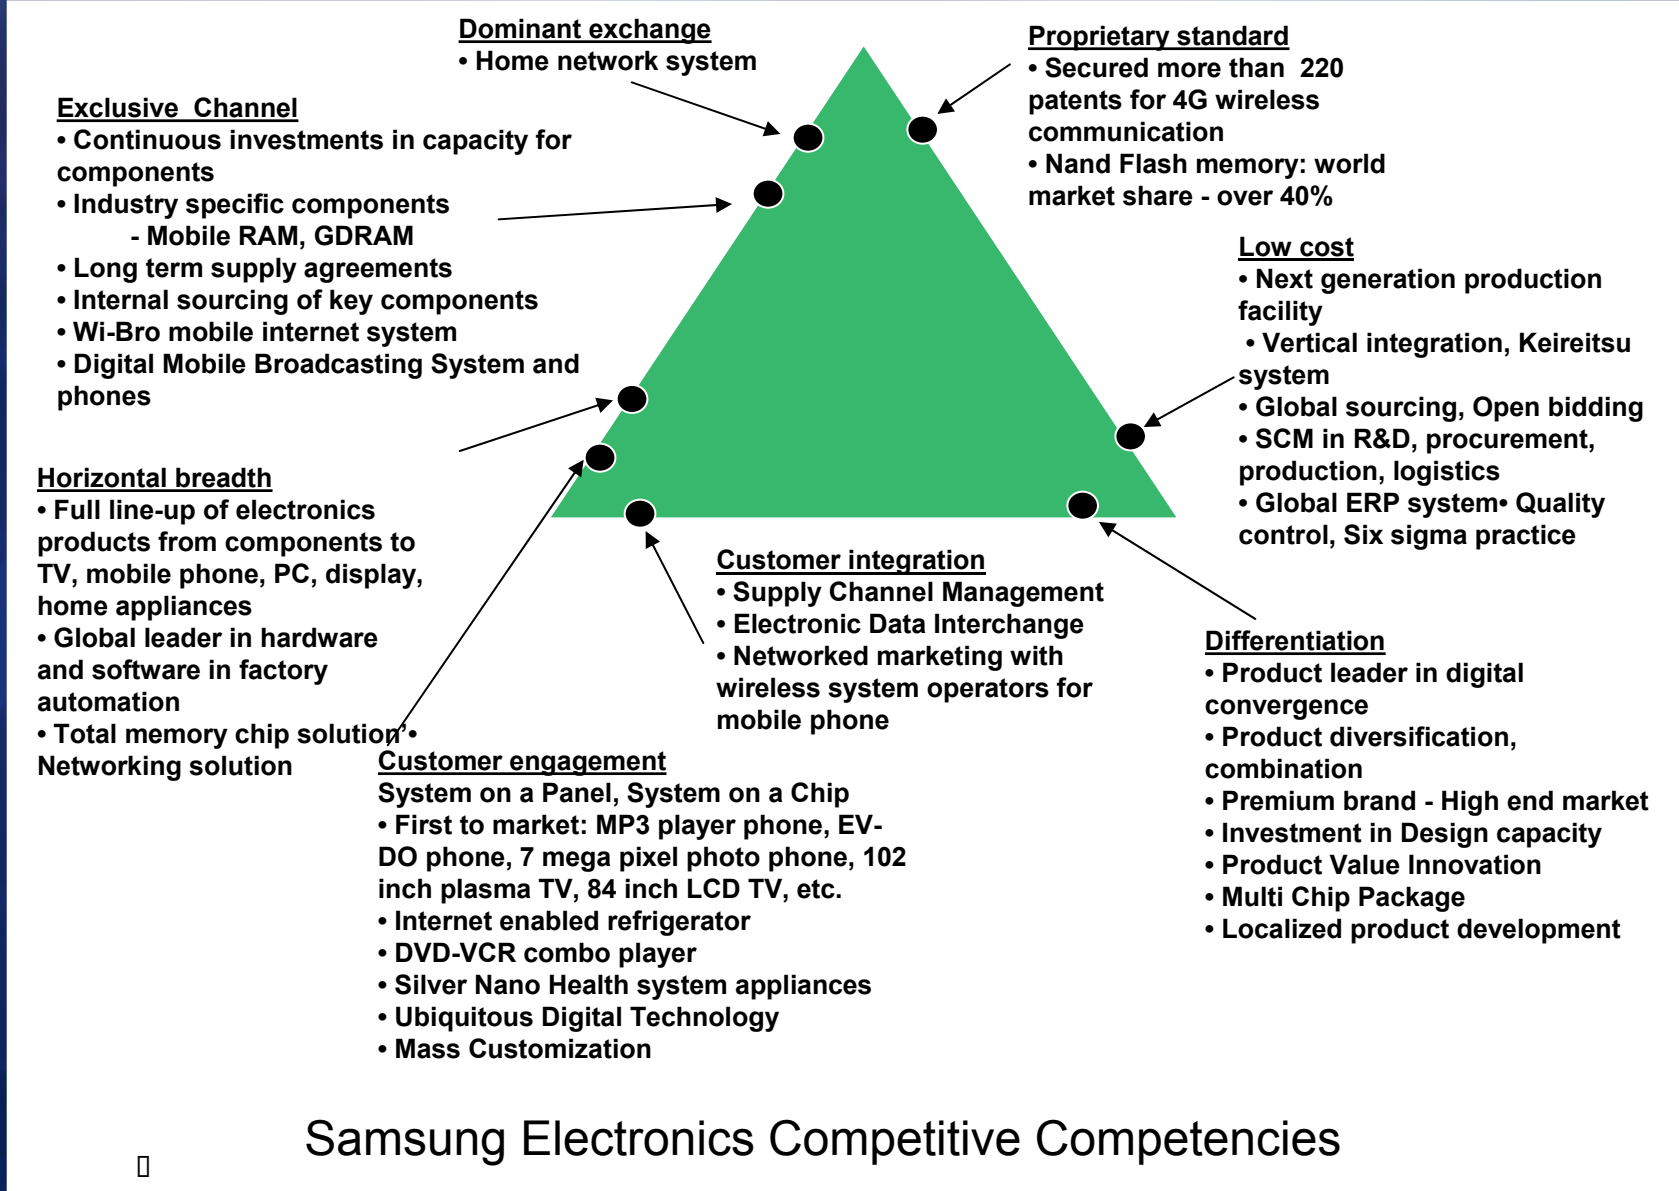 Dominant exchange
• Home network system
Proprietary standard
• Secured more than  220
patents for 4G wireless
communication
• Nand Flash memory: world
market share - over 40%
Exclusive  Channel
• Continuous investments in capacity for
components
• Industry specific components
- Mobile RAM, GDRAM
• Long term supply agreements
• Internal sourcing of key components
• Wi-Bro mobile internet system
• Digital Mobile Broadcasting System and
phones
Low cost
• Next generation production
facility
• Vertical integration, Keireitsu
system
• Global sourcing, Open bidding
• SCM in R&D, procurement,
production, logistics
• Global ERP system• Quality
control, Six sigma practice
Horizontal breadth
• Full line-up of electronics
products from components to
TV, mobile phone, PC, display,
home appliances
• Global leader in hardware
and software in factory
automation
• Total memory chip solution’•
Networking solution
Customer integration
• Supply Channel Management
• Electronic Data Interchange
• Networked marketing with
wireless system operators for
mobile phone
Differentiation
• Product leader in digital
convergence
• Product diversification,
combination
• Premium brand - High end market
• Investment in Design capacity
• Product Value Innovation
• Multi Chip Package
• Localized product development
Customer engagement
System on a Panel, System on a Chip
• First to market: MP3 player phone, EV-
DO phone, 7 mega pixel photo phone, 102
inch plasma TV, 84 inch LCD TV, etc.
• Internet enabled refrigerator
• DVD-VCR combo player
• Silver Nano Health system appliances
• Ubiquitous Digital Technology
• Mass Customization
Samsung Electronics Competitive Competencies